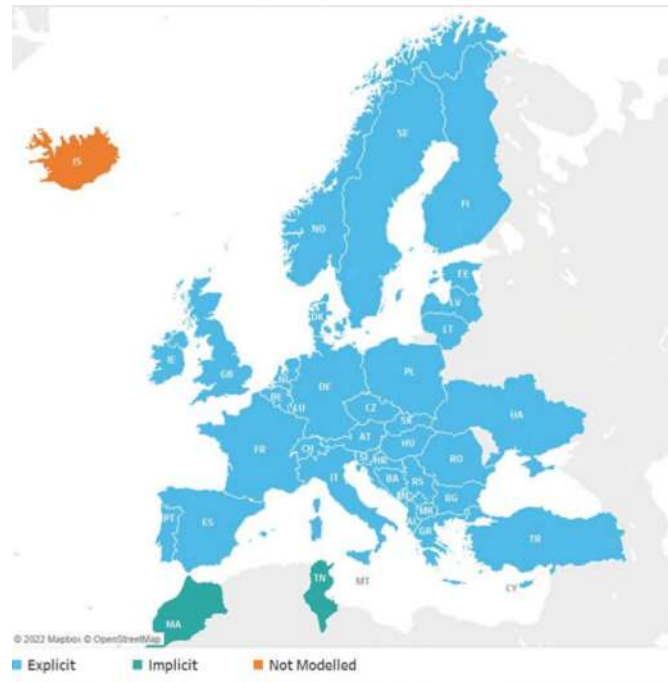 IS
SE
NO
FI
EE
LV
LT
DK
IE
GB
NL
BE
LU
DE
PL
CZ
SK
UA
FR
CH
AT
HU
RO
SI
HR
IT
BA
RS
ME
BG
MK
AL
GR
PT
ES
TR
TN
MT
CY
MA
© 2022 Mapbox © OpenStreetMap
Explicit Implicit Not Modelled